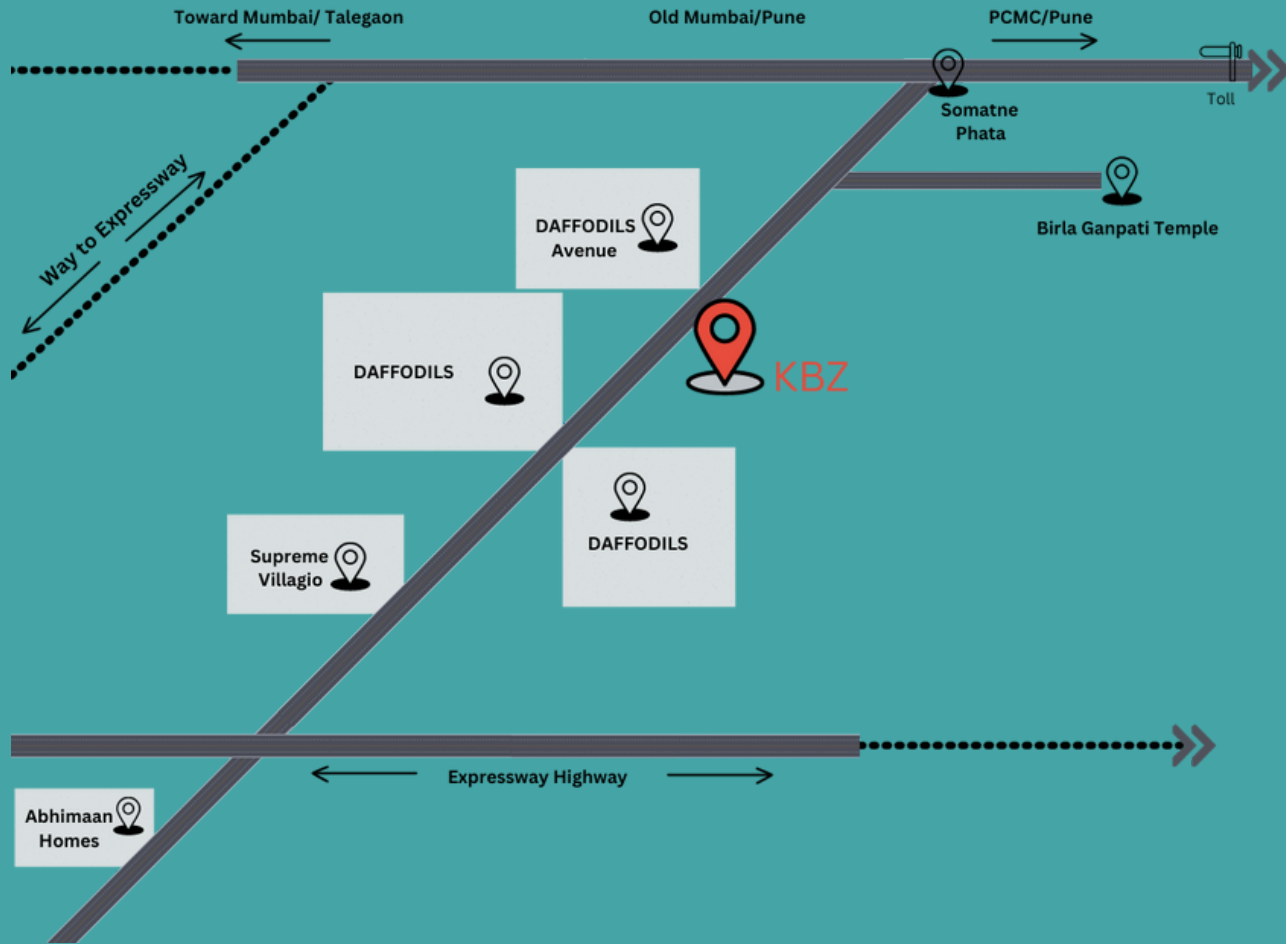 Toward Mumbai/ Talegaon
Old Mumbai/Pune
PCMC/Pune
Toll
Somatne
Phata
Way to Expressway
Birla Ganpati Temple
DAFFODILS
Avenue
DAFFODILS
KBZ
DAFFODILS
Supreme
Villagio
Expressway Highway
Abhimaan
Homes